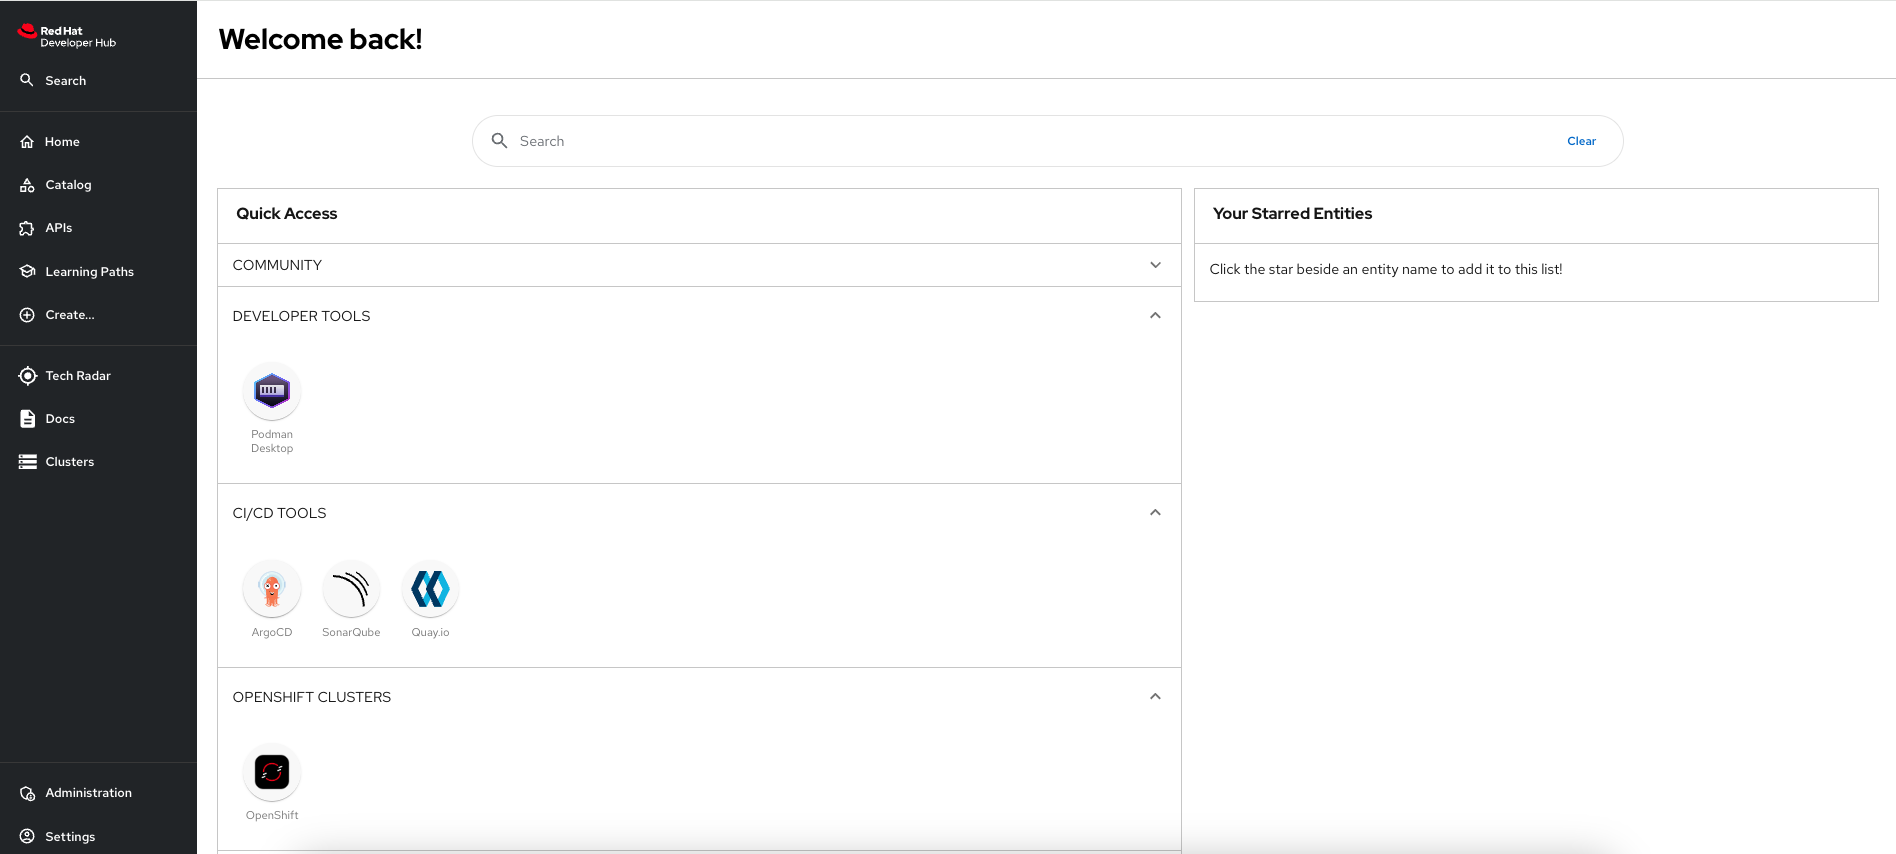 Red Hat
Developer Hub
Search
Home
Catalog
APIs
Learning Paths
Create...
Tech Radar
Docs
Clusters
Administration
Settings
Welcome back!
Search
Clear
Quick Access
COMMUNITY
DEVELOPER TOOLS
Podman
Desktop
CI/CD TOOLS
ArgoCD
SonarQube
Quay.io
OPENSHIFT CLUSTERS
OpenShift
Your Starred Entities
Click the star beside an entity name to add it to this list!